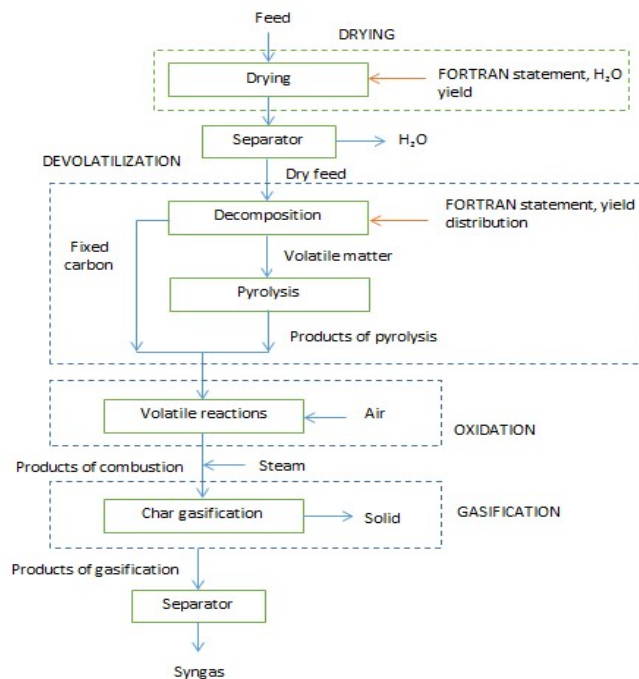 Feed
DRYING
Drying
FORTRAN statement, H₂O
yield
Separator
H₂O
DEVOLATILIZATION
Dry feed
Decomposition
FORTRAN statement, yield
distribution
Fixed
carbon
Volatile matter
Pyrolysis
Products of pyrolysis
Volatile reactions
Air
OXIDATION
Products of combustion
Steam
Char gasification
Solid
GASIFICATION
Products of gasification
Separator
Syngas